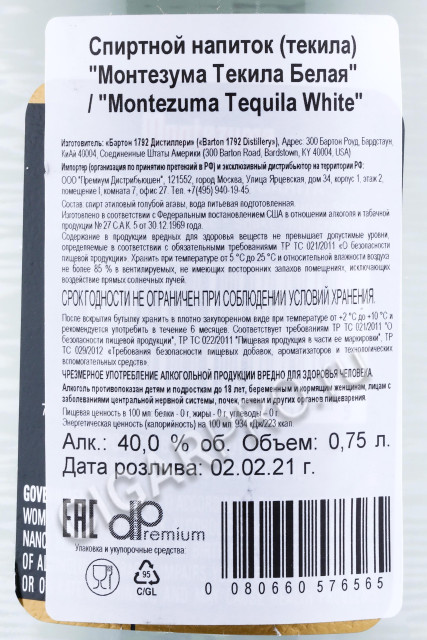 Спиртной напиток (текила)
"Монтезума Текила Белая"
/ "Montezuma Tequila White"
Изготовитель: «Бартон 1792 Дистиллери» («Barton 1792 Distillery»), Адрес: 300 Бартон Роуд, Бардстаун,
КиАй 40004, Соединенные Штаты Америки (300 Barton Road, Bardstown, KY 40004, USA)
Импортер (организация по принятию претензий в РФ) и эксклюзивный дистрибьютор на территории РФ:
ООО "Премиум Дистрибьюшен", 121552, город Москва, Улица Ярцевская, дом 34, корпус 1, этаж 2,
помещение I, комната 7, офис 27. Тел.:+7(495) 940-19-45.
Состав: спирт этиловый голубой агавы, вода питьевая подготовленная.
Изготовлено в соответствии с Федеральным постановлением США в отношении алкоголя и табачной
продукции № 27 C.A.K. 5 от 30.12.1969 года.
Содержание в продукции вредных для здоровья веществ не превышает допустимые уровни,
определяемые в соответствии с обязательными требованиями ТР ТС 021/2011 «О безопасности
пищевой продукции». Хранить при температуре от 5 °С до 25 °С и относительной влажности воздуха
не более 85 % в вентилируемых, не имеющих посторонних запахов помещениях, исключающих
воздействие прямых солнечных лучей.
СРОК ГОДНОСТИ НЕ ОГРАНИЧЕН ПРИ СОБЛЮДЕНИИ УСЛОВИЙ ХРАНЕНИЯ.
После вскрытия бутылку хранить в плотно закупоренном виде при температуре от +2 °С до +10 °С и
рекомендуется употребить в течение 6 месяцев. Соответствует требованиям ТР ТС 021/2011 "О
безопасности пищевой продукции", ТР ТС 022/2011 "Пищевая продукция в части ее маркировки", ТР
ТС 029/2012 «Требования безопасности пищевых добавок, ароматизаторов и технологических
вспомогательных средств».
ЧРЕЗМЕРНОЕ УПОТРЕБЛЕНИЕ АЛКОГОЛЬНОЙ ПРОДУКЦИИ ВРЕДНО ДЛЯ ЗДОРОВЬЯ ЧЕЛОВЕКА.
Алкоголь противопоказан детям и подросткам до 18 лет, беременным и кормящим женщинам, лицам с
заболеваниями центральной нервной системы, почек, печени и других органов пищеварения.
Пищевая ценность в 100 мл: белки - 0 г, жиры - 0 г, углеводы = 0 г.
Энергетическая ценность (калорийность) на 100 мл: 934 кДж/223 ккал.
Алк.: 40,0 % об. Объем: 0,75 л.
Дата розлива: 02.02.21 г.
GOVE
WOM
NANC
OF AL
OR O
EAC
dPremium
Упаковка и укупорочные средства
95
C/GL
0 080660 576565